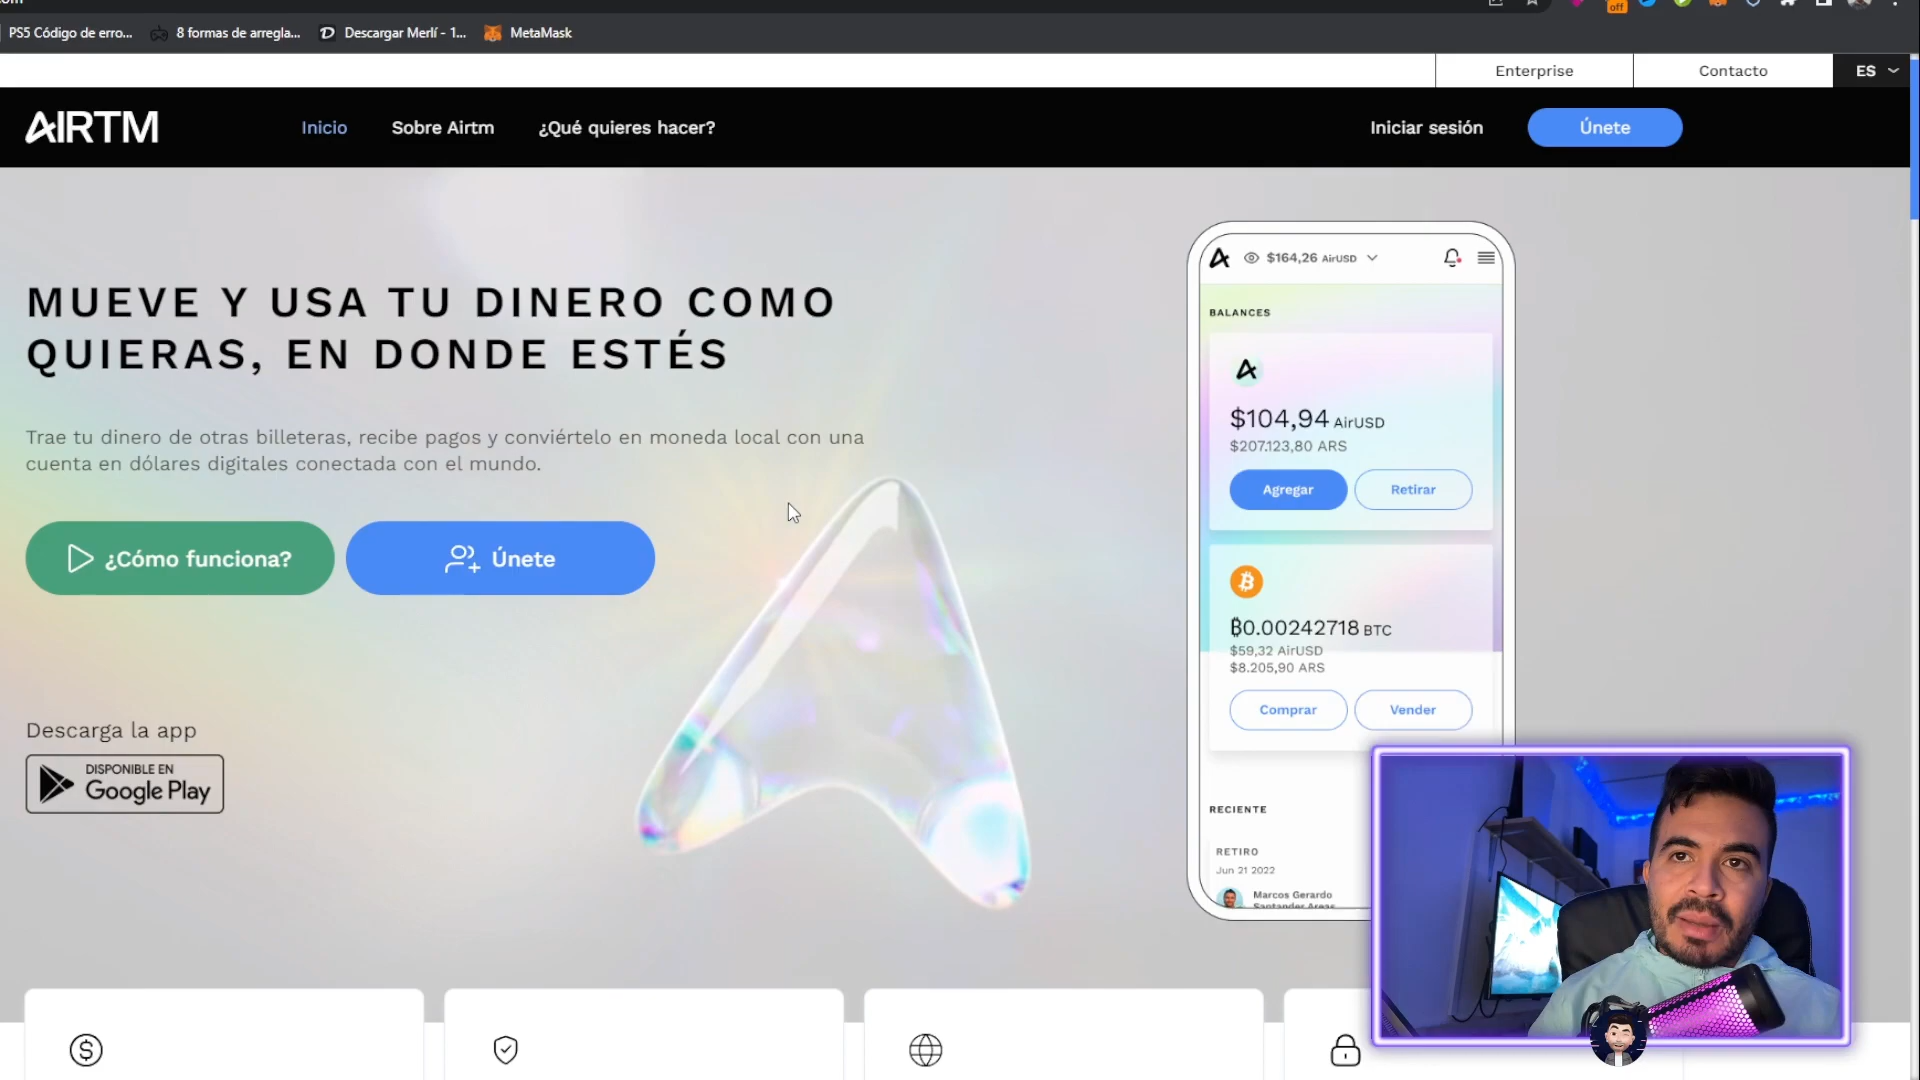 off
PS5 Código de erro...
8 formas de arregla...
Descargar Merlí - 1...
MetaMask
Enterprise
Contacto
ES
AIRTM
Inicio
Sobre Airtm
¿Qué quieres hacer?
Iniciar sesión
Únete
MUEVE Y USA TU DINERO COMO
QUIERAS, EN DONDE ESTÉS
Trae tu dinero de otras billeteras, recibe pagos y conviértelo en moneda local con una
cuenta en dólares digitales conectada con el mundo.
¿Cómo funciona?
Únete
Descarga la app
DISPONIBLE EN
Google Play
$164,26 AirUSD
BALANCES
$104,94 AirUSD
$207.123,80 ARS
Agregar
Retirar
₿0.00242718 BTC
$59,32 AirUSD
$8.205,90 ARS
Comprar
Vender
RECIENTE
RETIRO
Jun 21 2022
Marcos Gerardo
Santander Areas